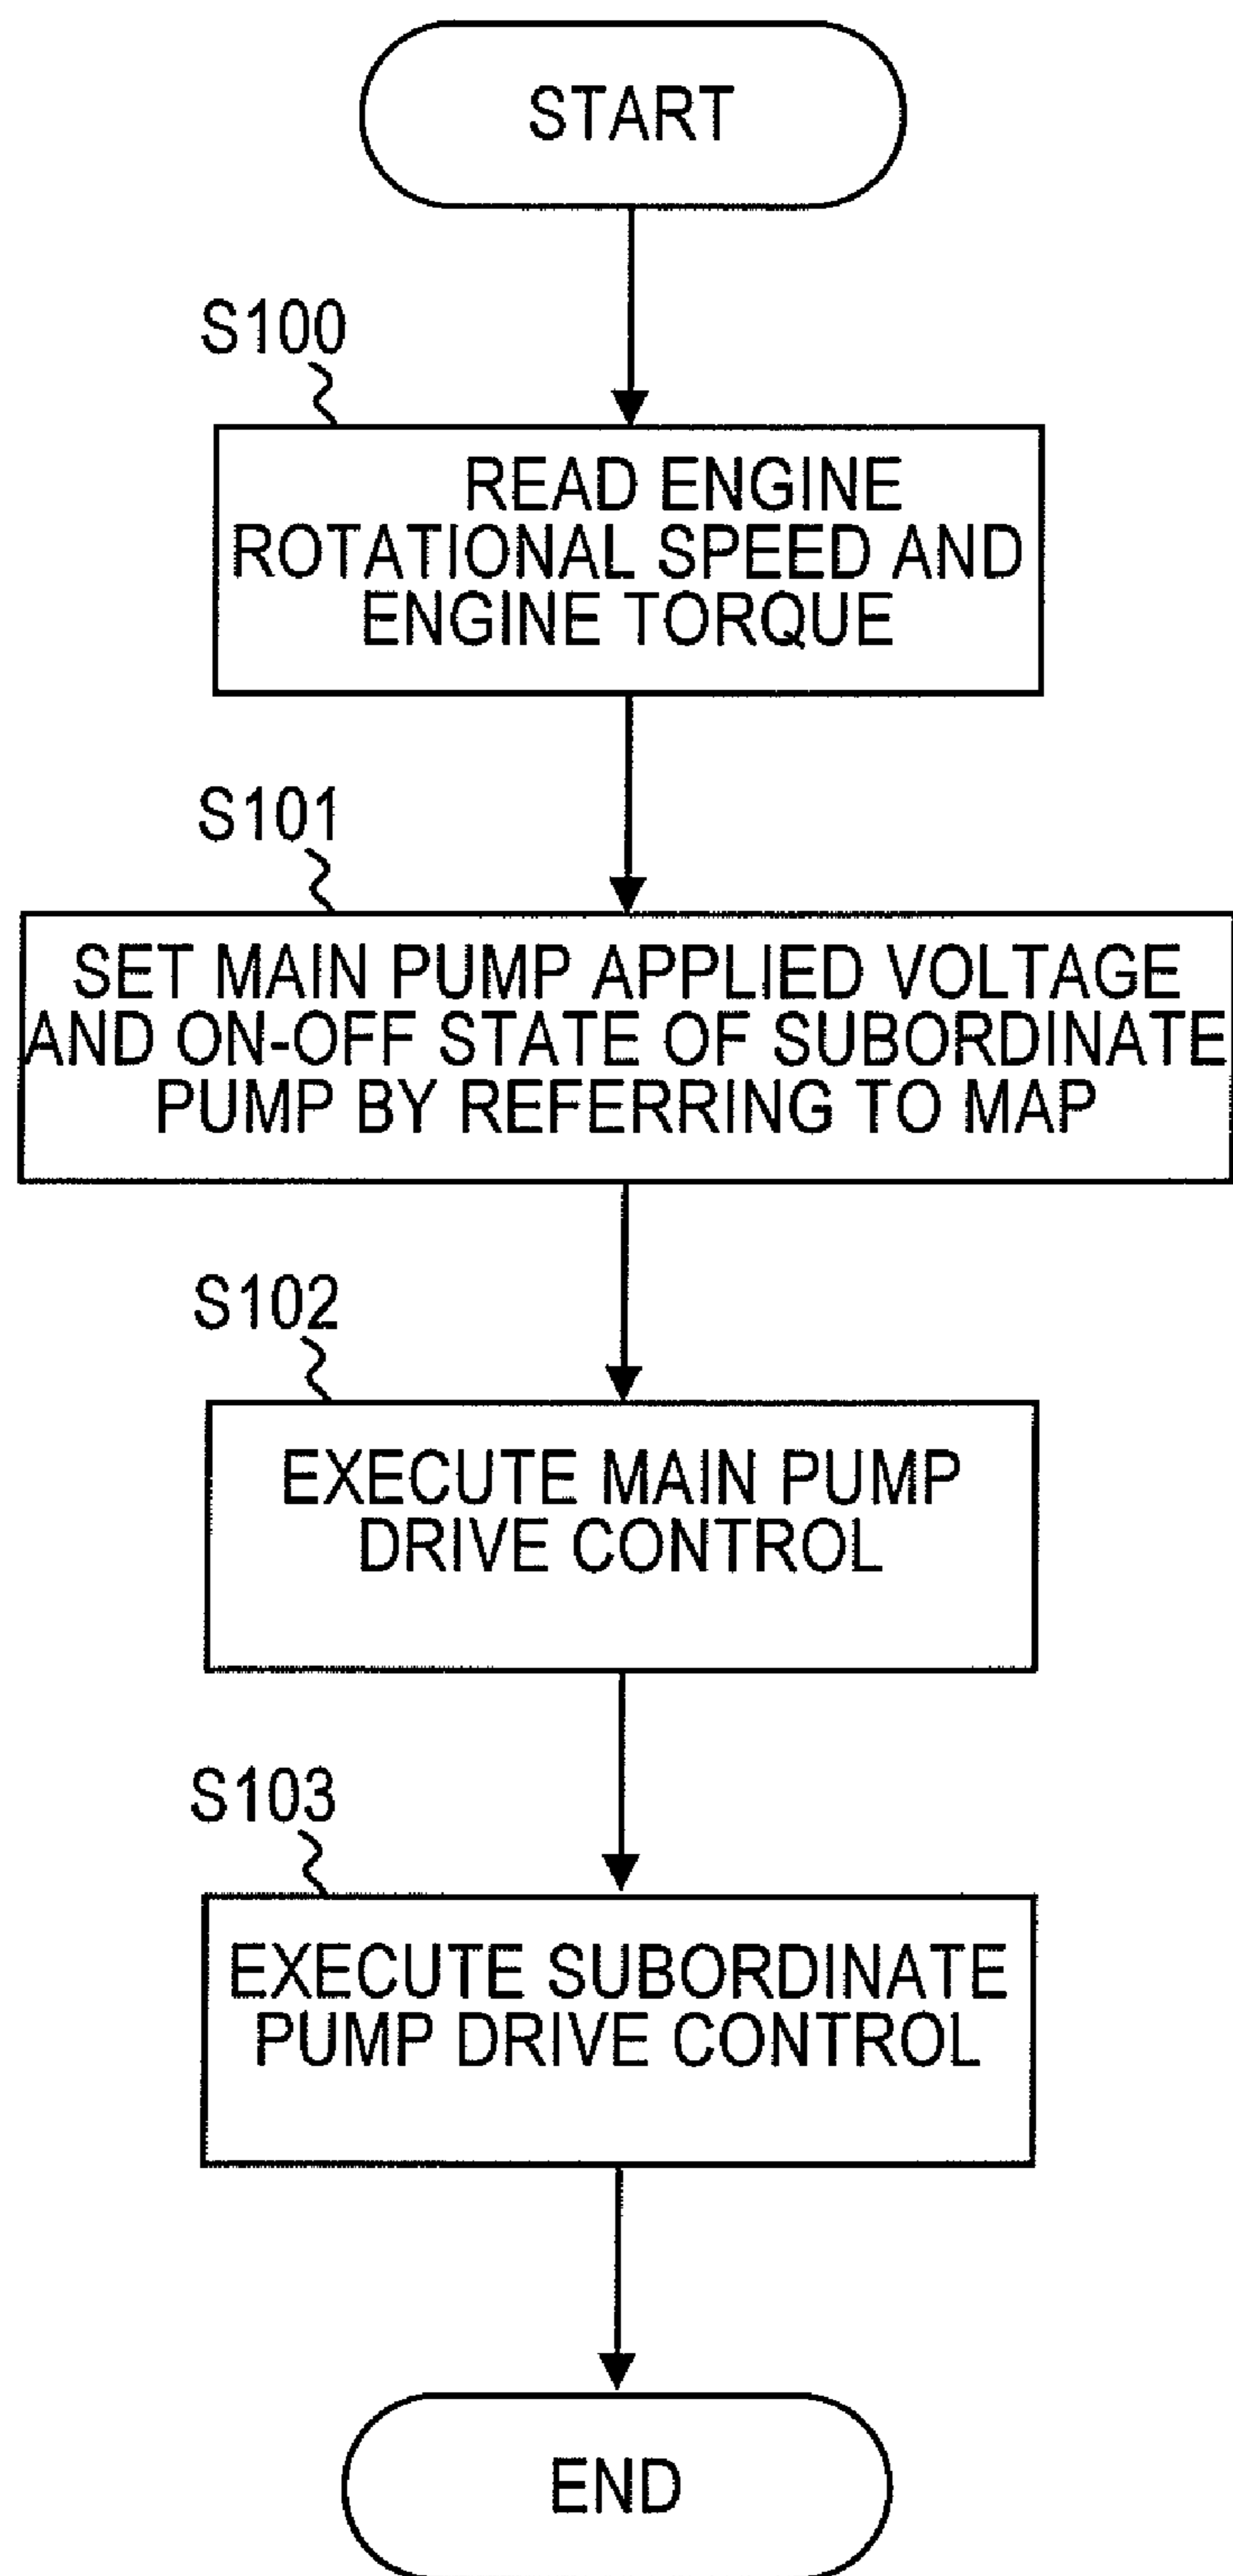 START
S100
READ ENGINE
ROTATIONAL SPEED AND
ENGINE TORQUE
S101
SET MAIN PUMP APPLIED VOLTAGE
AND ON-OFF STATE OF SUBORDINATE
PUMP BY REFERRING TO MAP
S102
EXECUTE MAIN PUMP
DRIVE CONTROL
S103
EXECUTE SUBORDINATE
PUMP DRIVE CONTROL
END